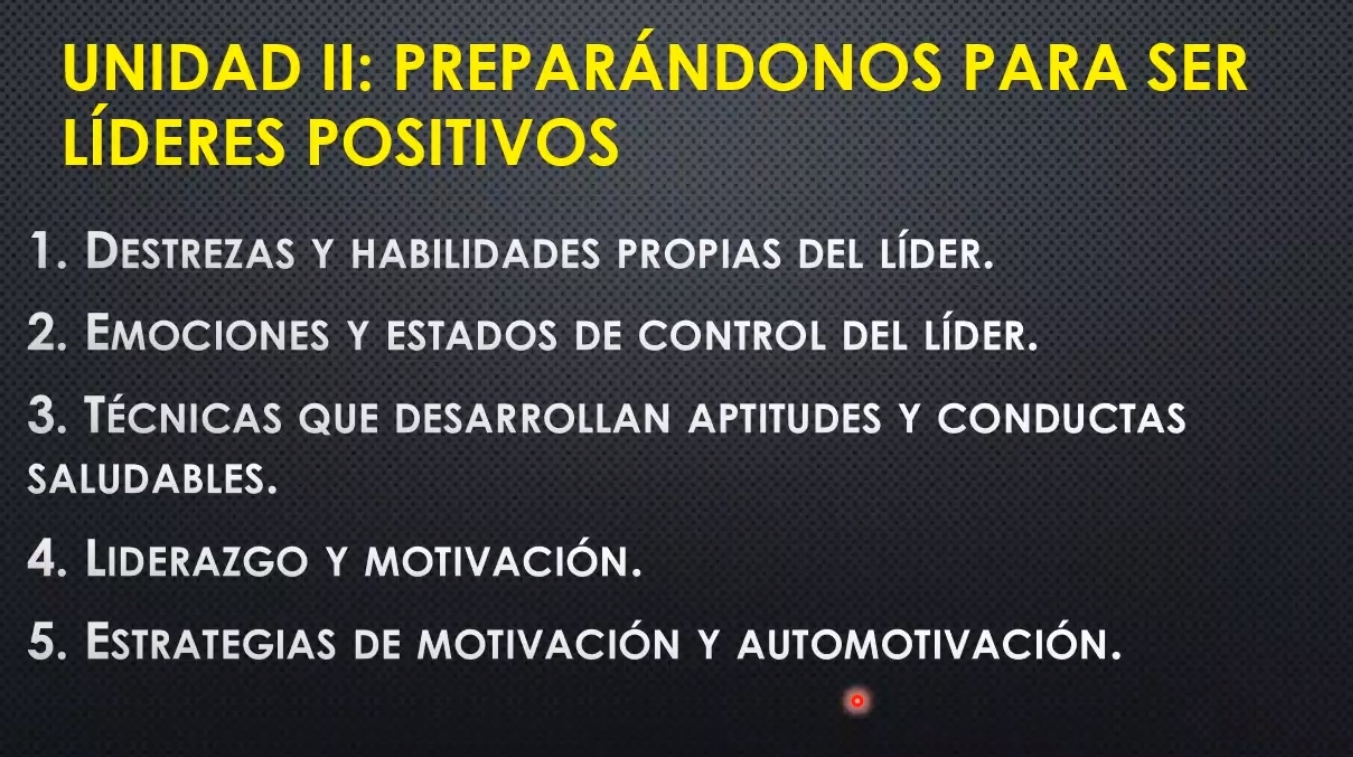 UNIDAD II: PREPARÁNDONOS PARA SER
LÍDERES POSITIVOS
1. DESTREZAS Y HABILIDADES PROPIAS DEL LÍDER.
2. EMOCIONES Y ESTADOS DE CONTROL DEL LÍDER.
3. TÉCNICAS QUE DESARROLLAN APTITUDES Y CONDUCTAS
SALUDABLES.
4. LIDERAZGO Y MOTIVACIÓN.
5. ESTRATEGIAS DE MOTIVACIÓN Y AUTOMOTIVACIÓN.